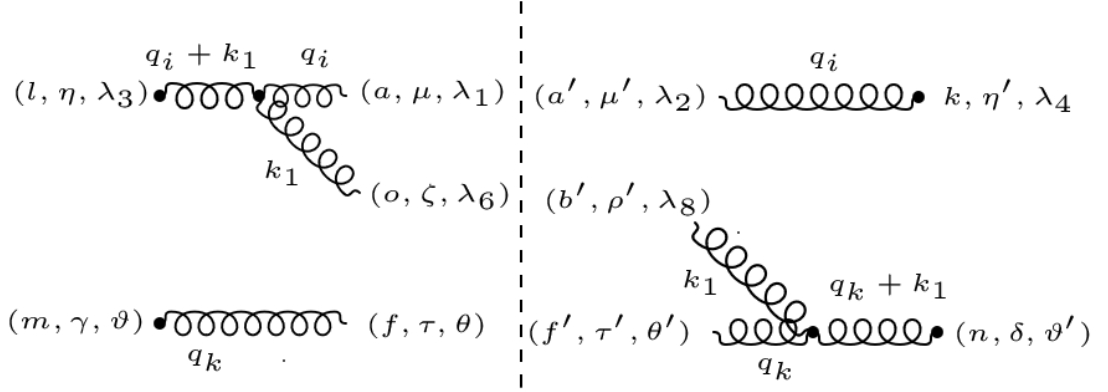 q_i + k_1 q_i q_i
(l, η, λ_3) (a, μ, λ_1) (a′, μ′, λ_2) k, η′, λ_4
k_1
(o, ζ, λ_6) (b′, ρ′, λ_8)
k_1 q_k + k_1
(m, γ, ϑ) (f, τ, θ) (f′, τ′, θ′) (n, δ, ϑ′)
q_k q_k